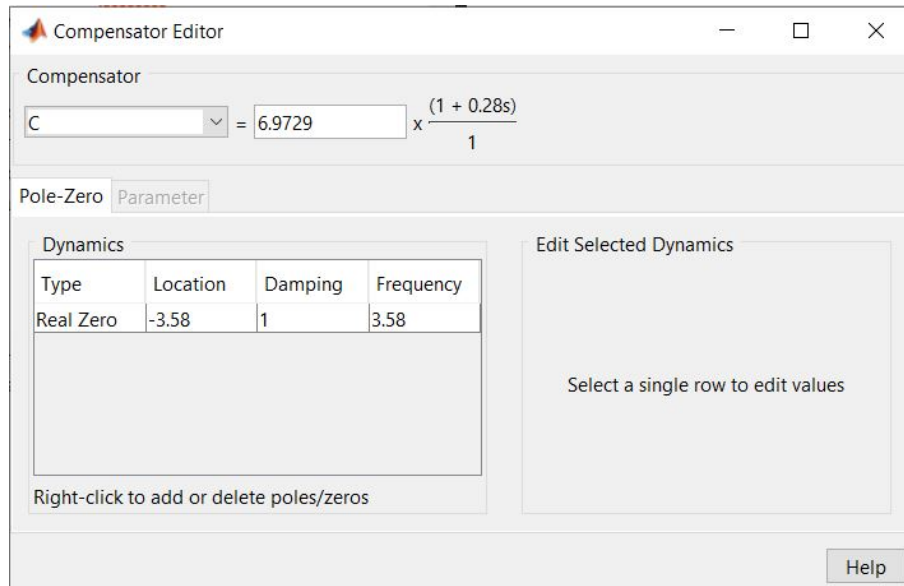 Compensator Editor
Compensator
C = 6.9729 x (1 + 0.28s)
1
Pole-Zero Parameter
Dynamics
Edit Selected Dynamics
Type Location Damping Frequency
Real Zero -3.58 1 3.58
Select a single row to edit values
Right-click to add or delete poles/zeros
Help